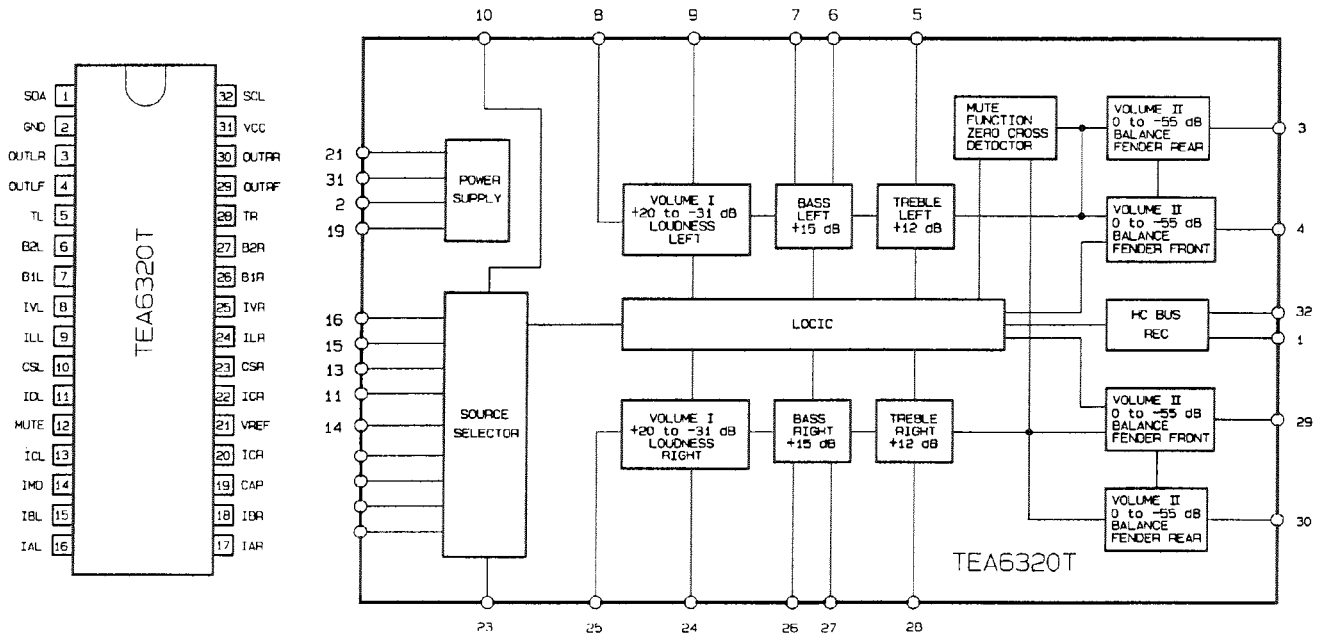 SDA 1
GND 2
OUTLR 3
OUTLF 4
TL 5
B2L 6
B1L 7
IVL 8
ILL 9
CSL 10
IDL 11
MUTE 12
ICL 13
IMO 14
IBL 15
IAL 16
TEA6320T
32 SCL
31 VCC
30 OUTRR
29 OUTRF
28 TR
27 B2R
26 B1R
25 IVR
24 ILR
23 CSR
22 ICR
21 VREF
20 ICR
19 CAP
18 IBR
17 IAR
10
8
9
7
6
5
21
31
2
19
POWER
SUPPLY
16
15
13
11
14
SOURCE
SELECTOR
VOLUME I
+20 to -31 dB
LOUDNESS
LEFT
BASS
LEFT
+15 dB
TREBLE
LEFT
+12 dB
MUTE
FUNCTION
ZERO CROSS
DETOCTOR
VOLUME II
0 to -55 dB
BALANCE
FENDER REAR
3
VOLUME II
0 to -55 dB
BALANCE
FENDER FRONT
4
LOCIC
HC BUS
REC
32
1
VOLUME I
+20 to -31 dB
LOUDNESS
RIGHT
BASS
RIGHT
+15 dB
TREBLE
RIGHT
+12 dB
VOLUME II
0 to -55 dB
BALANCE
FENDER FRONT
29
VOLUME II
0 to -55 dB
BALANCE
FENDER REAR
30
TEA6320T
23
25
24
26
27
28